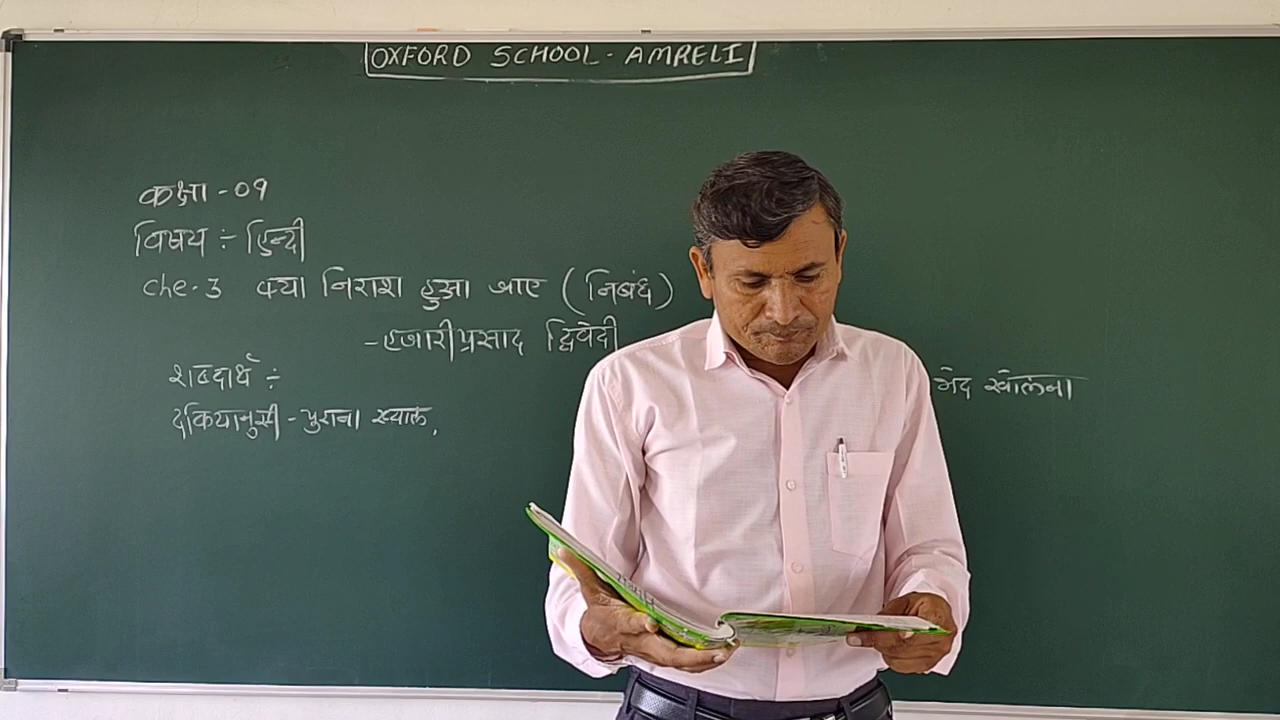 OXFORD SCHOOL - AMRELI
कक्षा - 09
विषय ÷ हिन्दी
che. 3 क्या निराश हुआ जाए ( निबंध )
- हजारीप्रसाद द्विवेदी
शब्दार्थ ÷
दकियानुसी - पुराना ख्याल,
भेद खोलना